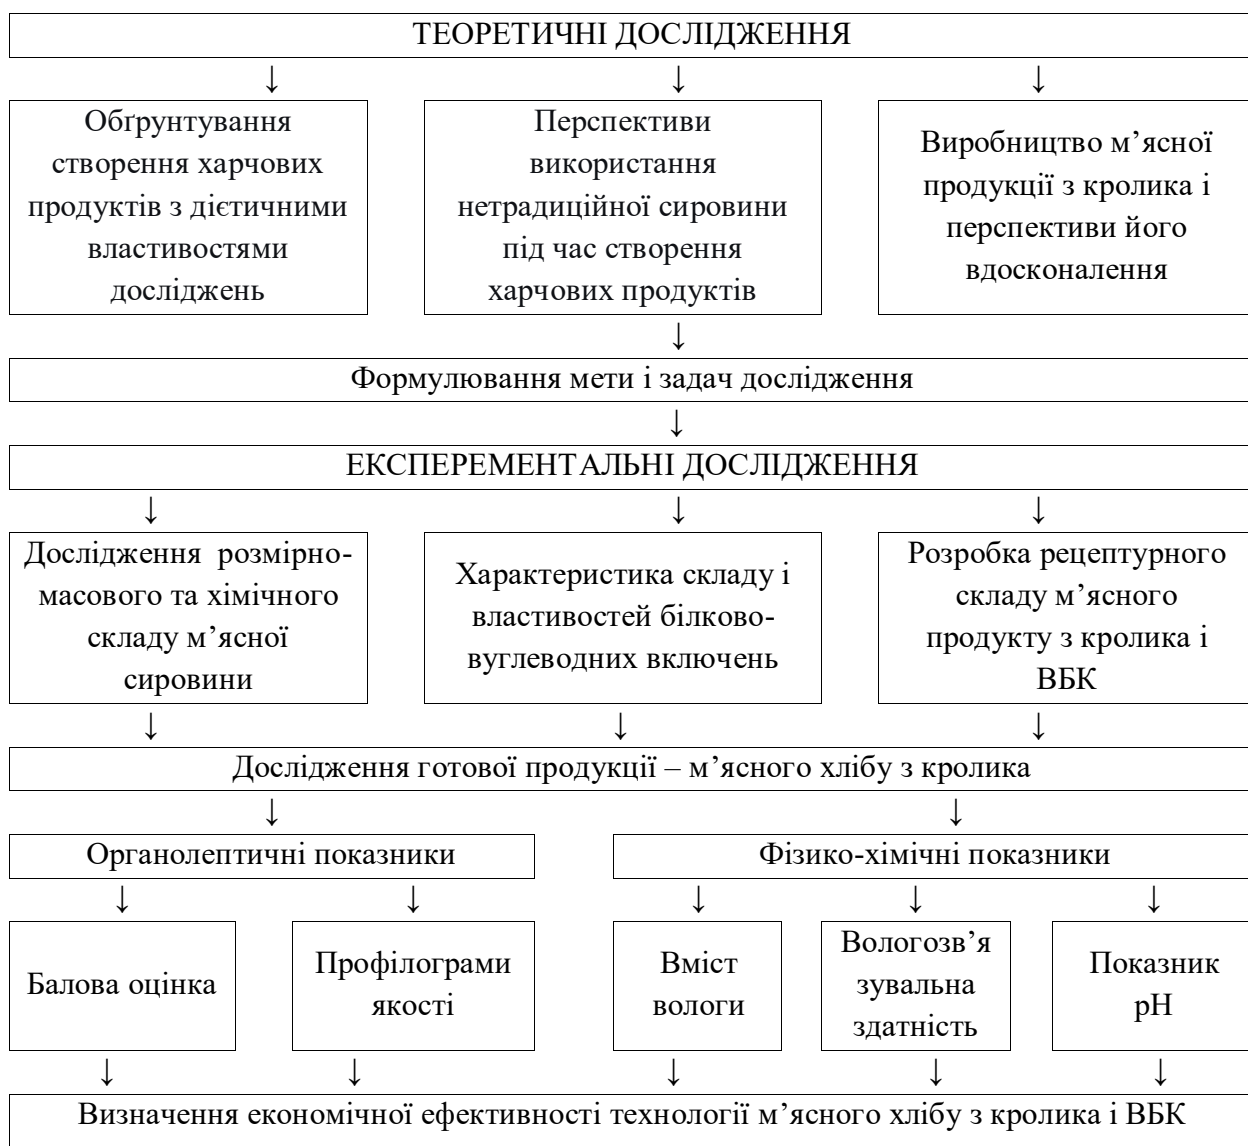 ТЕОРЕТИЧНІ ДОСЛІДЖЕННЯ
↓ ↓ ↓
Обґрунтування
створення харчових
продуктів з дієтичними
властивостями
досліджень
Перспективи
використання
нетрадиційної сировини
під час створення
харчових продуктів
Виробництво м’ясної
продукції з кролика і
перспективи його
вдосконалення
↓
Формулювання мети і задач дослідження
↓
ЕКСПЕРЕМЕНТАЛЬНІ ДОСЛІДЖЕННЯ
↓ ↓ ↓
Дослідження розмірно-
масового та хімічного
складу м’ясної
сировини
Характеристика складу і
властивостей білково-
вуглеводних включень
Розробка рецептурного
складу м’ясного
продукту з кролика і
ВБК
↓ ↓ ↓
Дослідження готової продукції – м’ясного хлібу з кролика
↓ ↓
Органолептичні показники
Фізико-хімічні показники
↓ ↓ ↓ ↓ ↓
Балова оцінка
Профілограми
якості
Вміст
вологи
Вологозв’я
зувальна
здатність
Показник
рН
↓ ↓ ↓ ↓ ↓
Визначення економічної ефективності технології м’ясного хлібу з кролика і ВБК